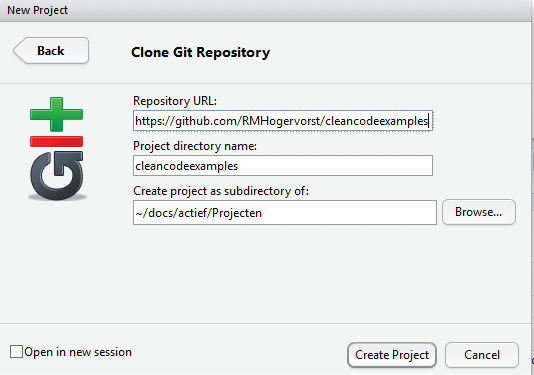 New Project
Back
Clone Git Repository
Repository URL:
https://github.com/RMHogervorst/cleancodeexamples
Project directory name:
cleancodeexamples
Create project as subdirectory of:
~/docs/actief/Projecten
Browse...
Open in new session
Create Project
Cancel